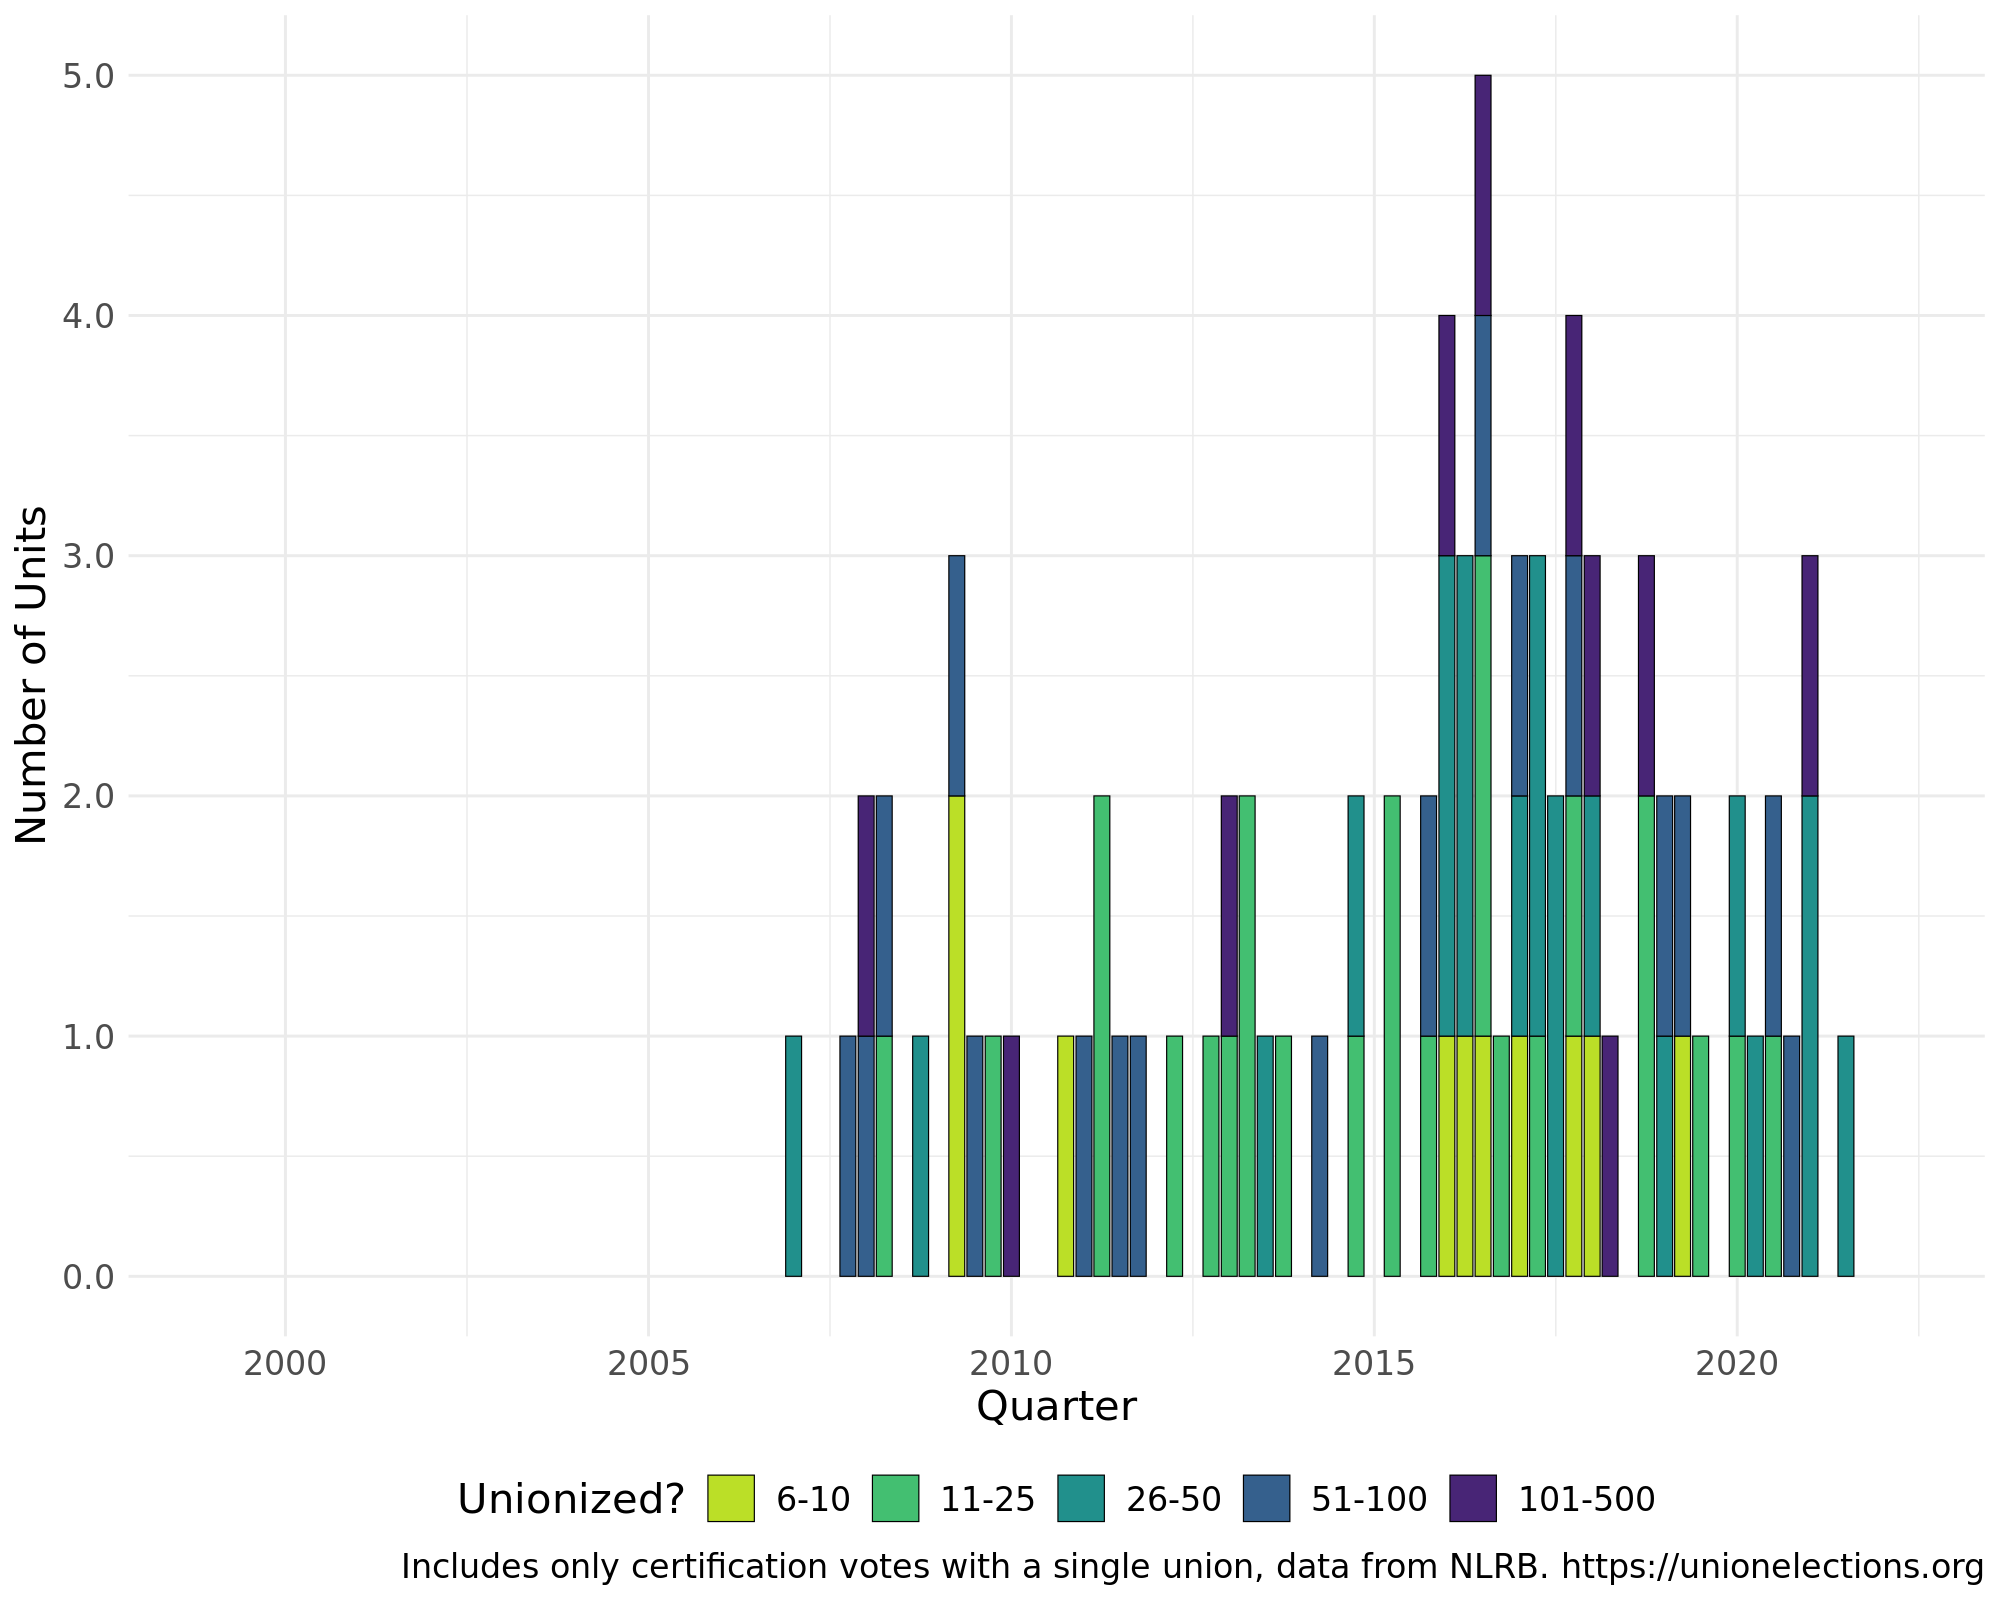 5.0
4.0
3.0
2.0
1.0
0.0
Number of Units
2000 2005 2010 2015 2020
Quarter
Unionized? 6-10 11-25 26-50 51-100 101-500
Includes only certification votes with a single union, data from NLRB. https://unionelections.org